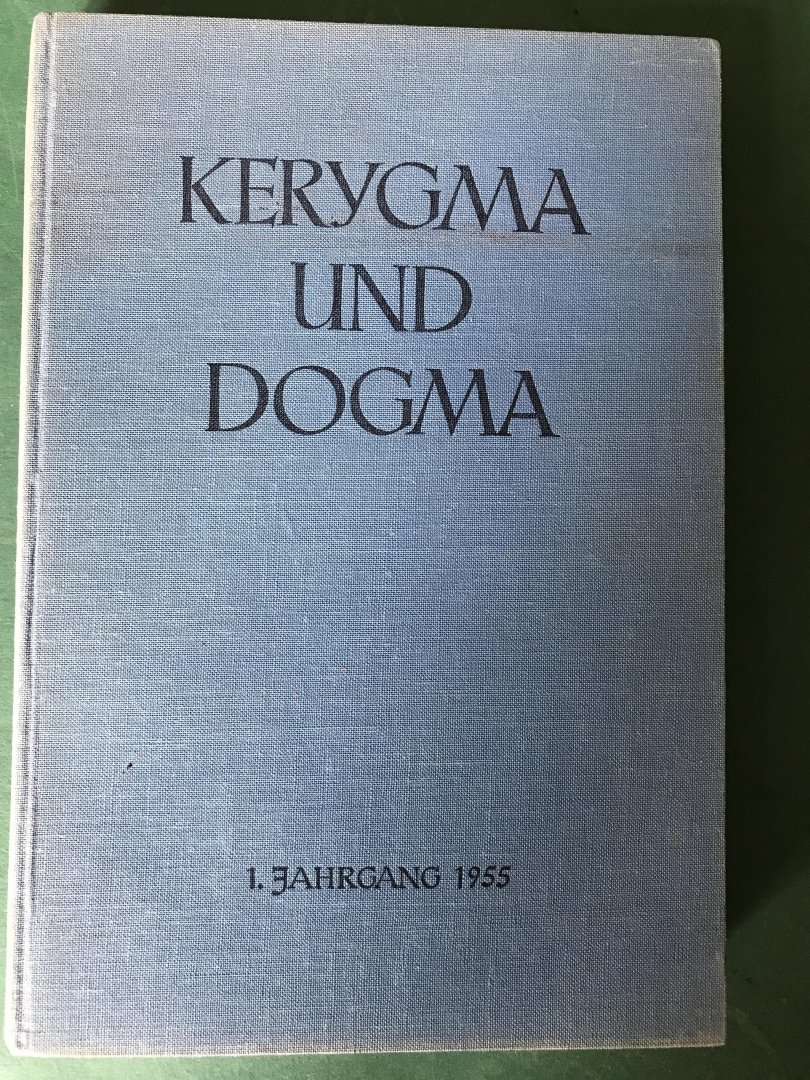 KERYGMA
UND
DOGMA
1. JAHRGANG 1955